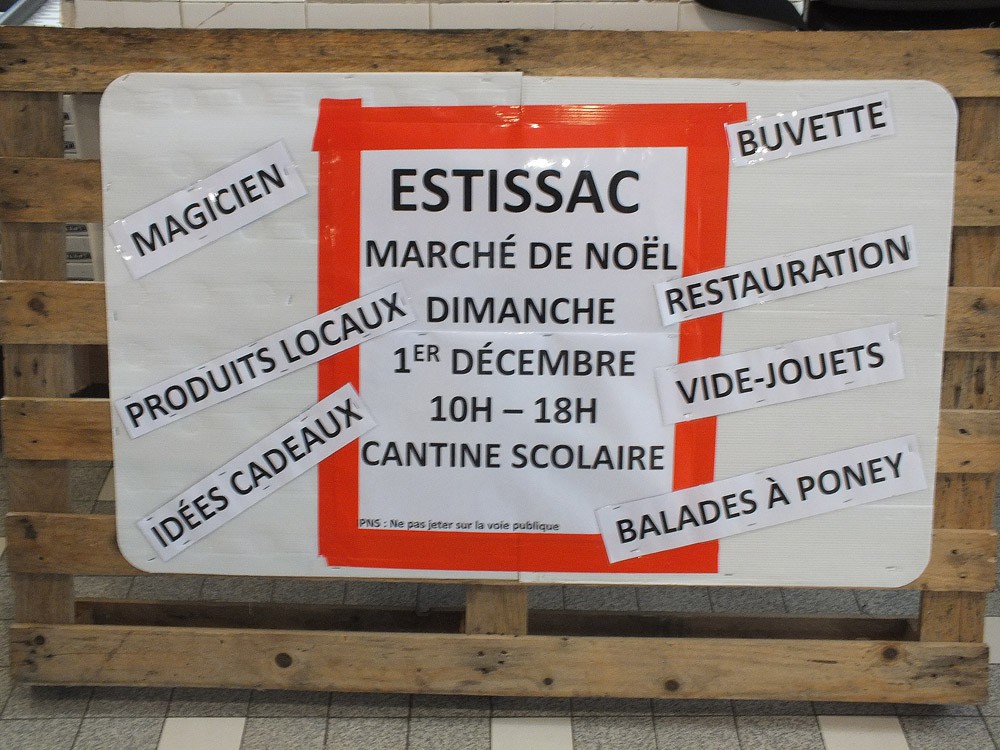 MAGICIEN
PRODUITS LOCAUX
IDÉES CADEAUX
ESTISSAC
MARCHÉ DE NOËL
DIMANCHE
1ER DÉCEMBRE
10H – 18H
CANTINE SCOLAIRE
PNS : Ne pas jeter sur la voie publique
BUVETTE
RESTAURATION
VIDE-JOUETS
BALADES À PONEY